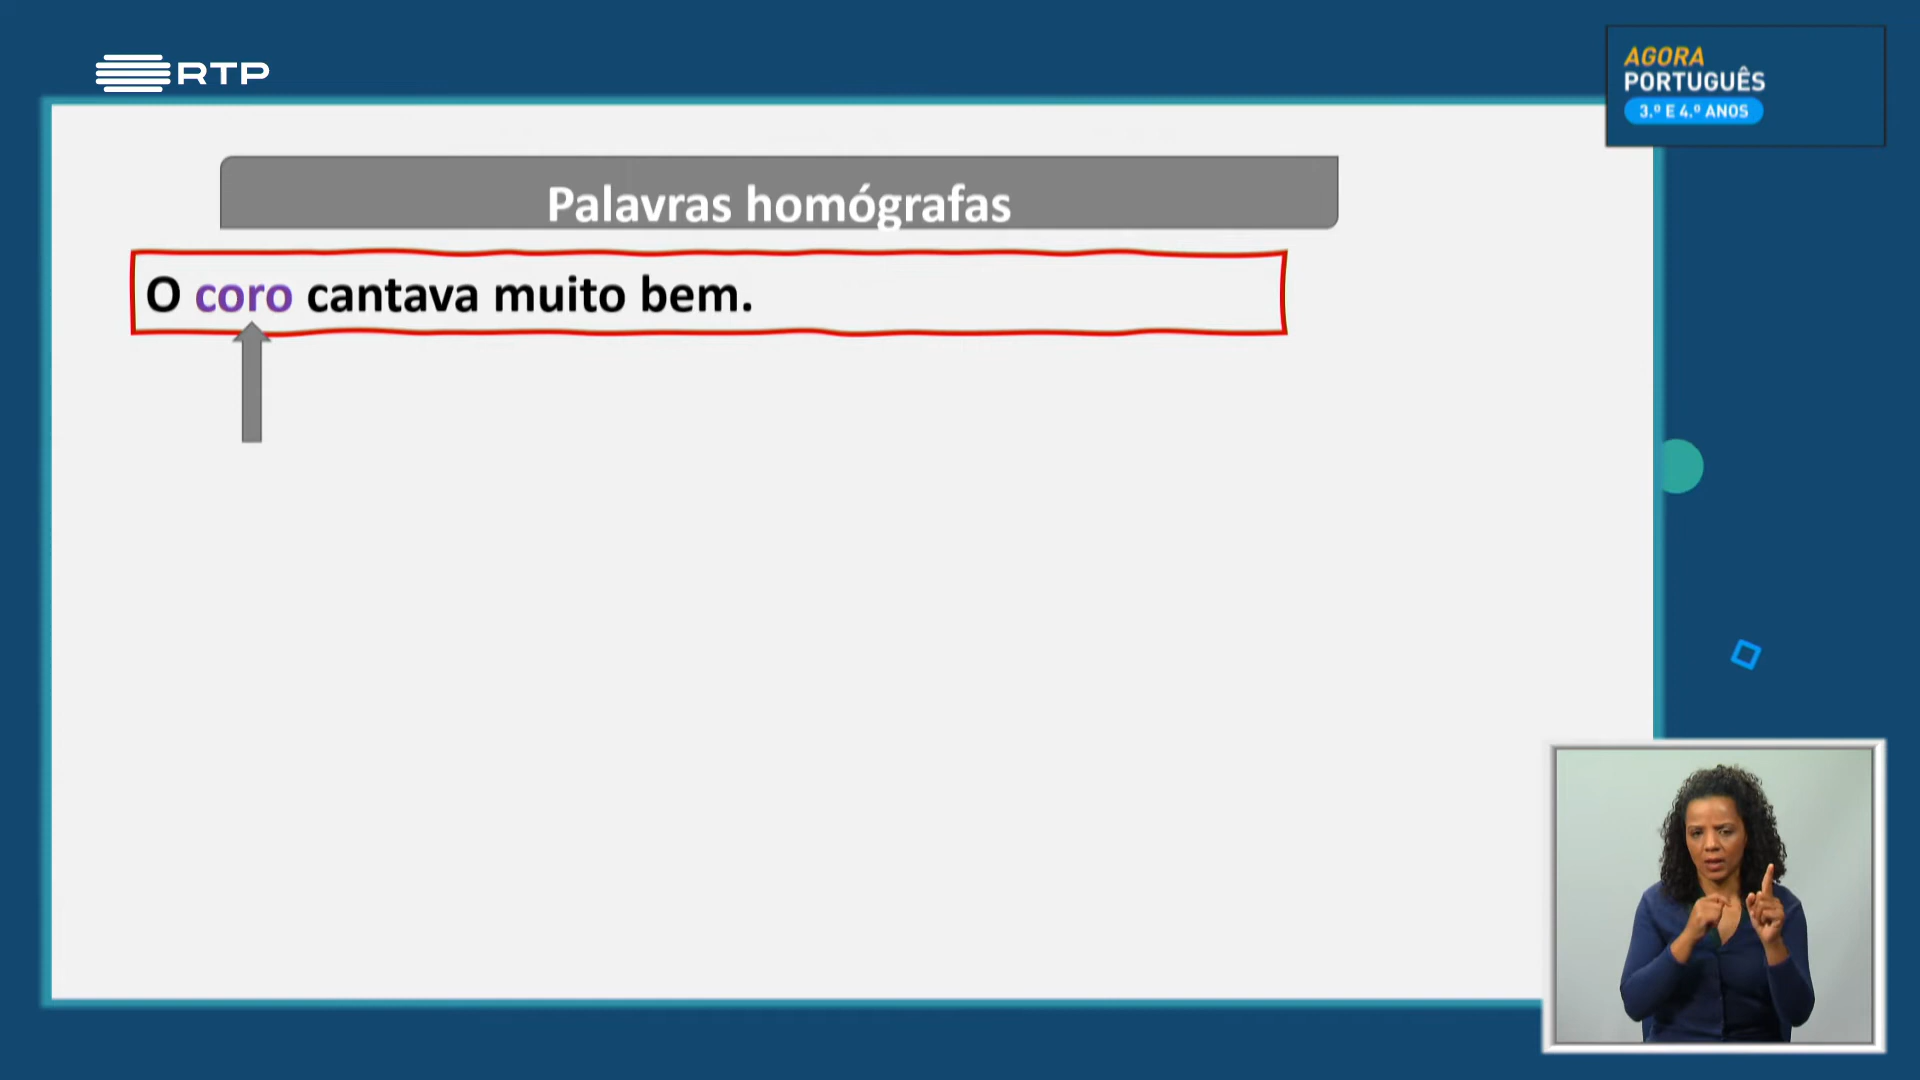 RTP
AGORA
PORTUGUÊS
3.º E 4.º ANOS
Palavras homógrafas
O coro cantava muito bem.